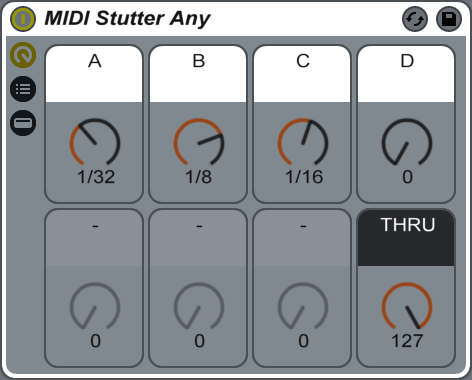 MIDI Stutter Any
A B C D
1/32 1/8 1/16 0
- - - THRU
0 0 0 127